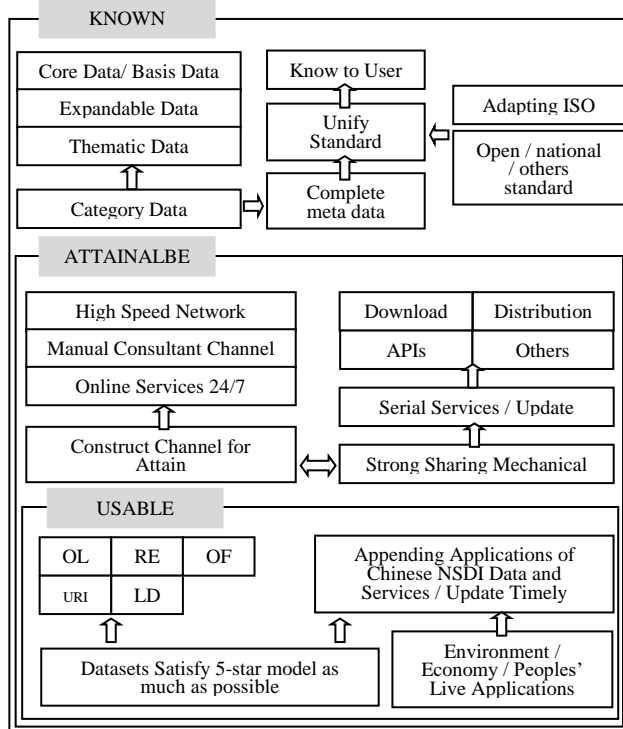 KNOWN
Core Data/ Basis Data
Expandable Data
Thematic Data
Category Data
Know to User
Unify
Standard
Complete
meta data
Adapting ISO
Open / national
/ others
standard
ATTAINALBE
High Speed Network
Manual Consultant Channel
Online Services 24/7
Construct Channel for
Attain
Download
Distribution
APIs
Others
Serial Services / Update
Strong Sharing Mechanical
USABLE
OL
RE
OF
URI
LD
Datasets Satisfy 5-star model as
much as possible
Appending Applications of
Chinese NSDI Data and
Services / Update Timely
Environment /
Economy / Peoples’
Live Applications